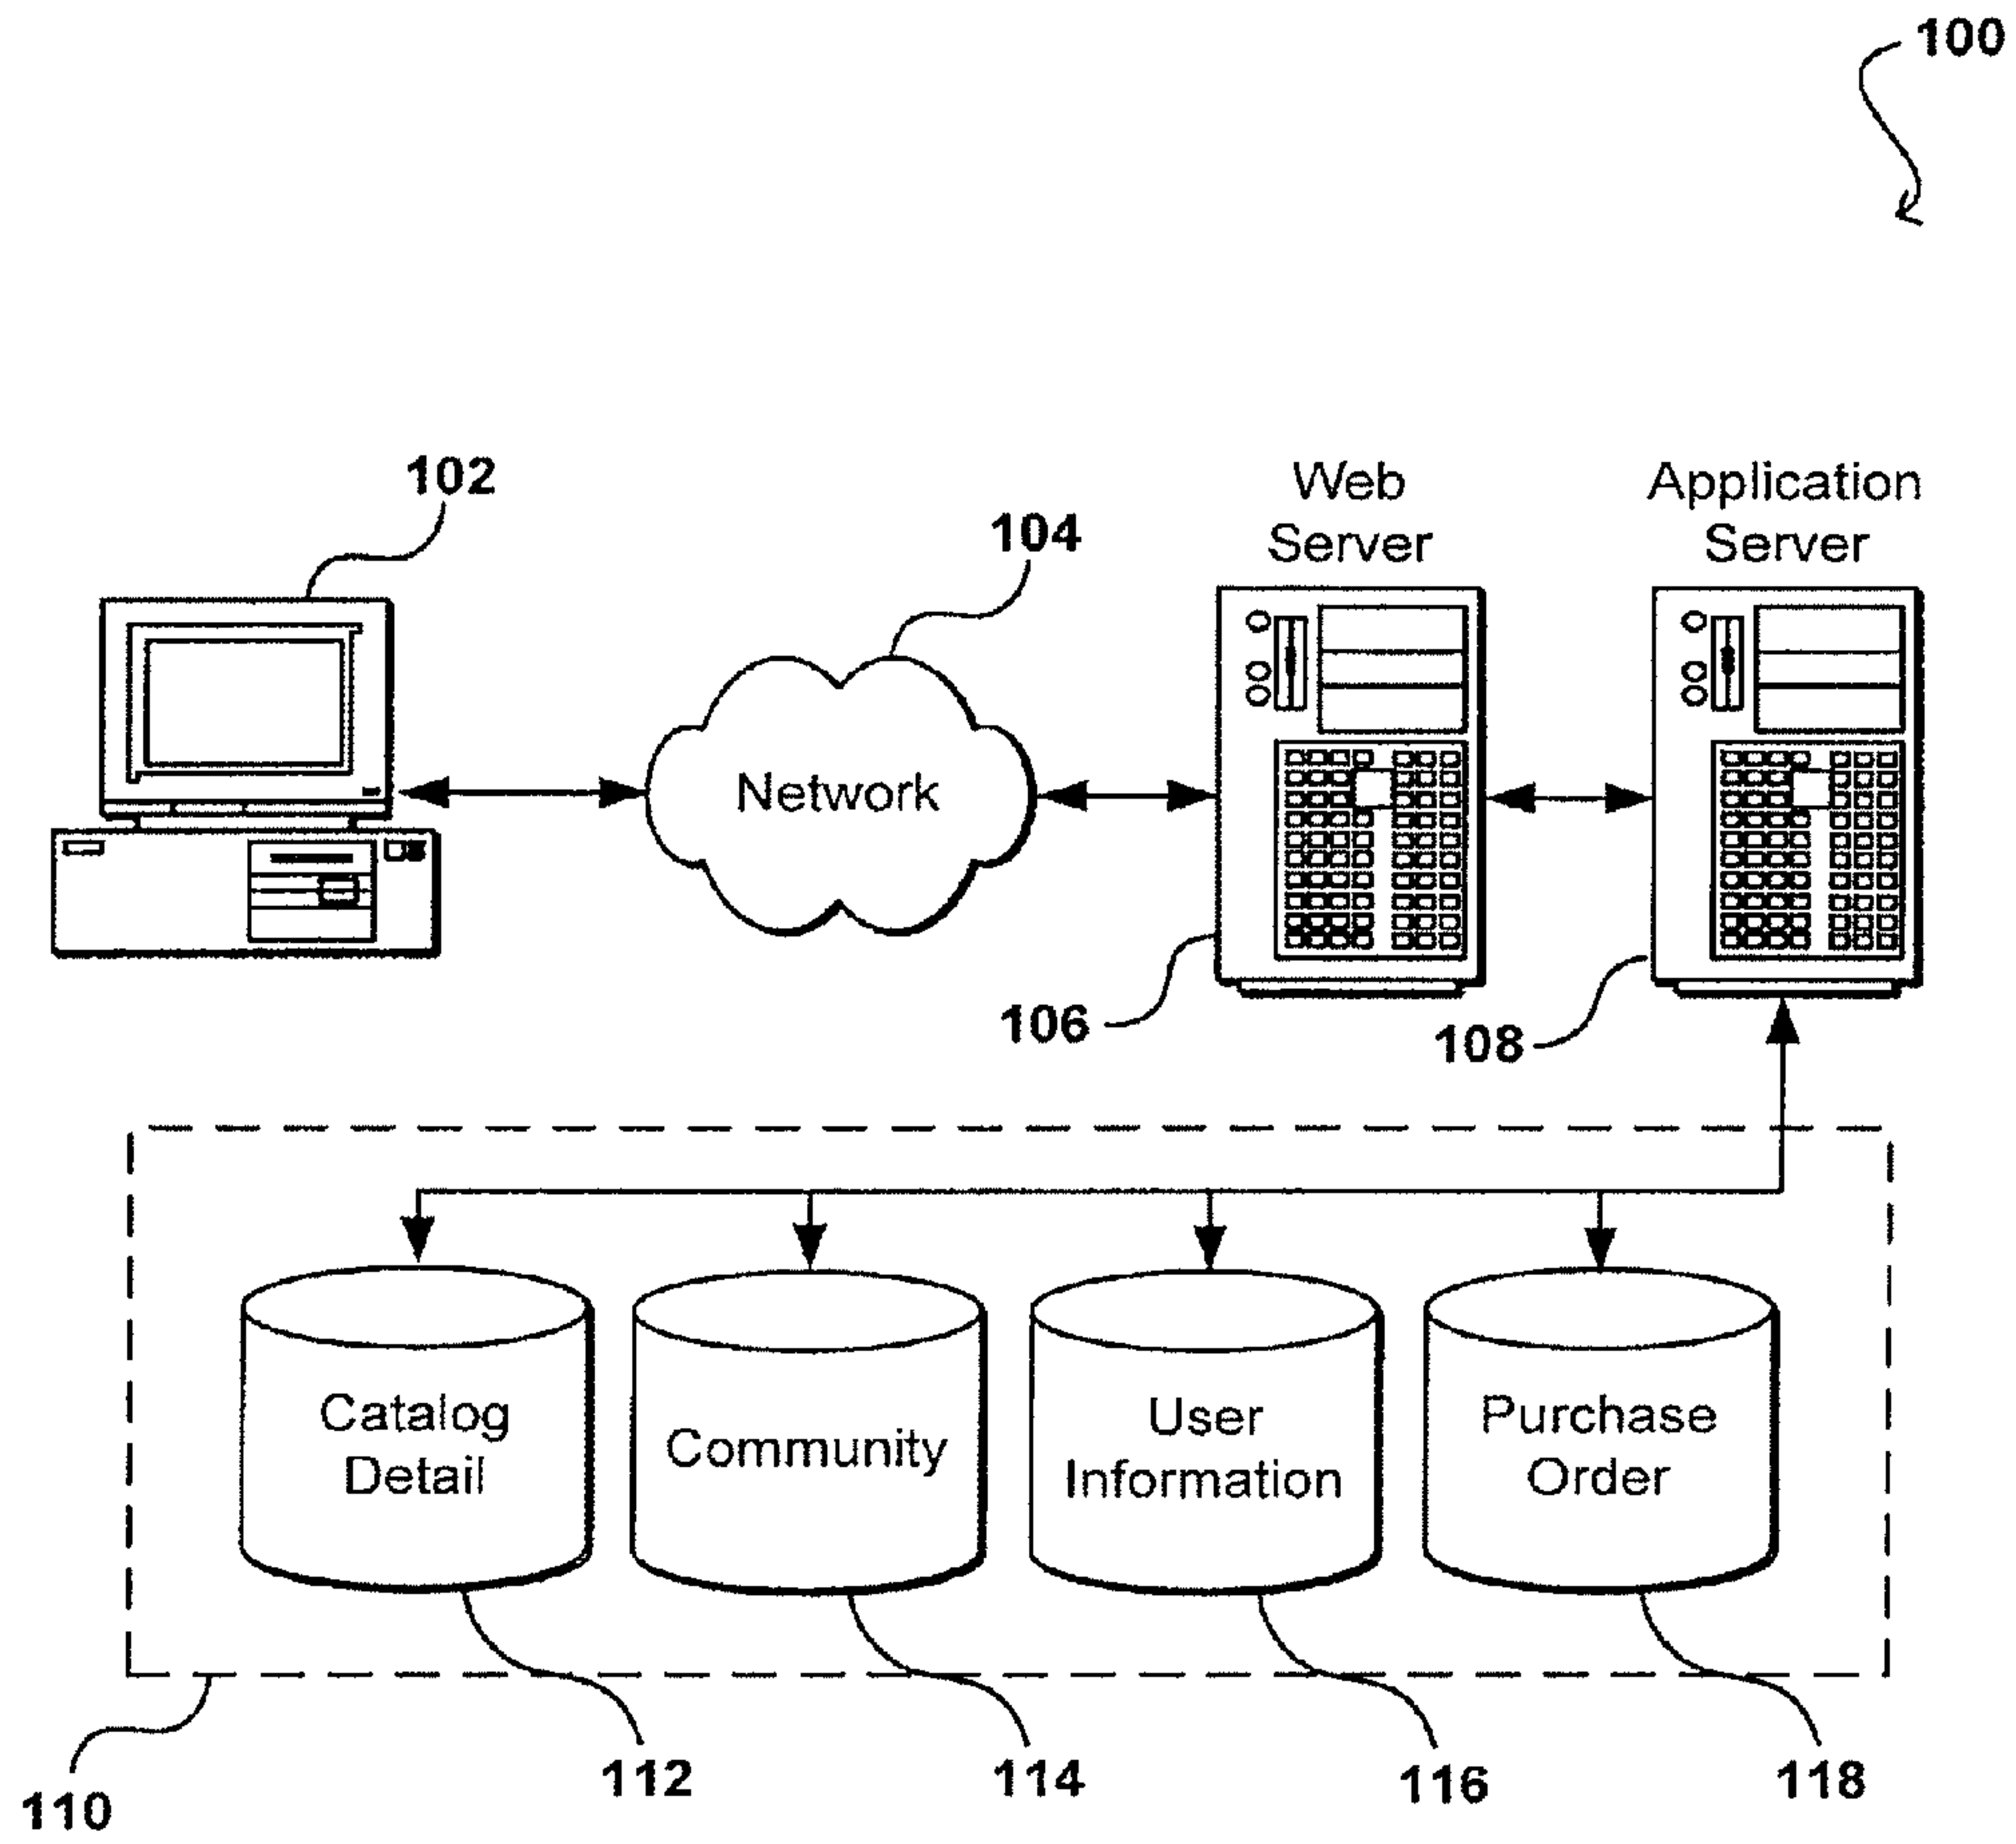 100
102
104
Web
Server
Application
Server
Network
106
108
Catalog
Detail
Community
User
Information
Purchase
Order
110
112
114
116
118